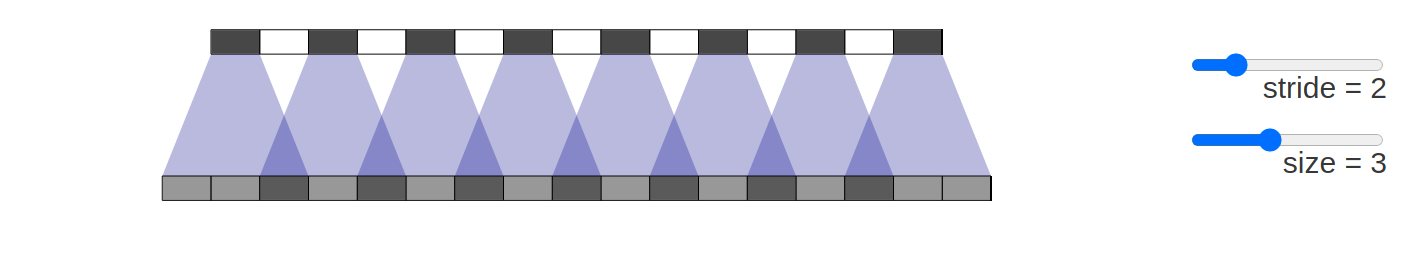 stride = 2
size = 3